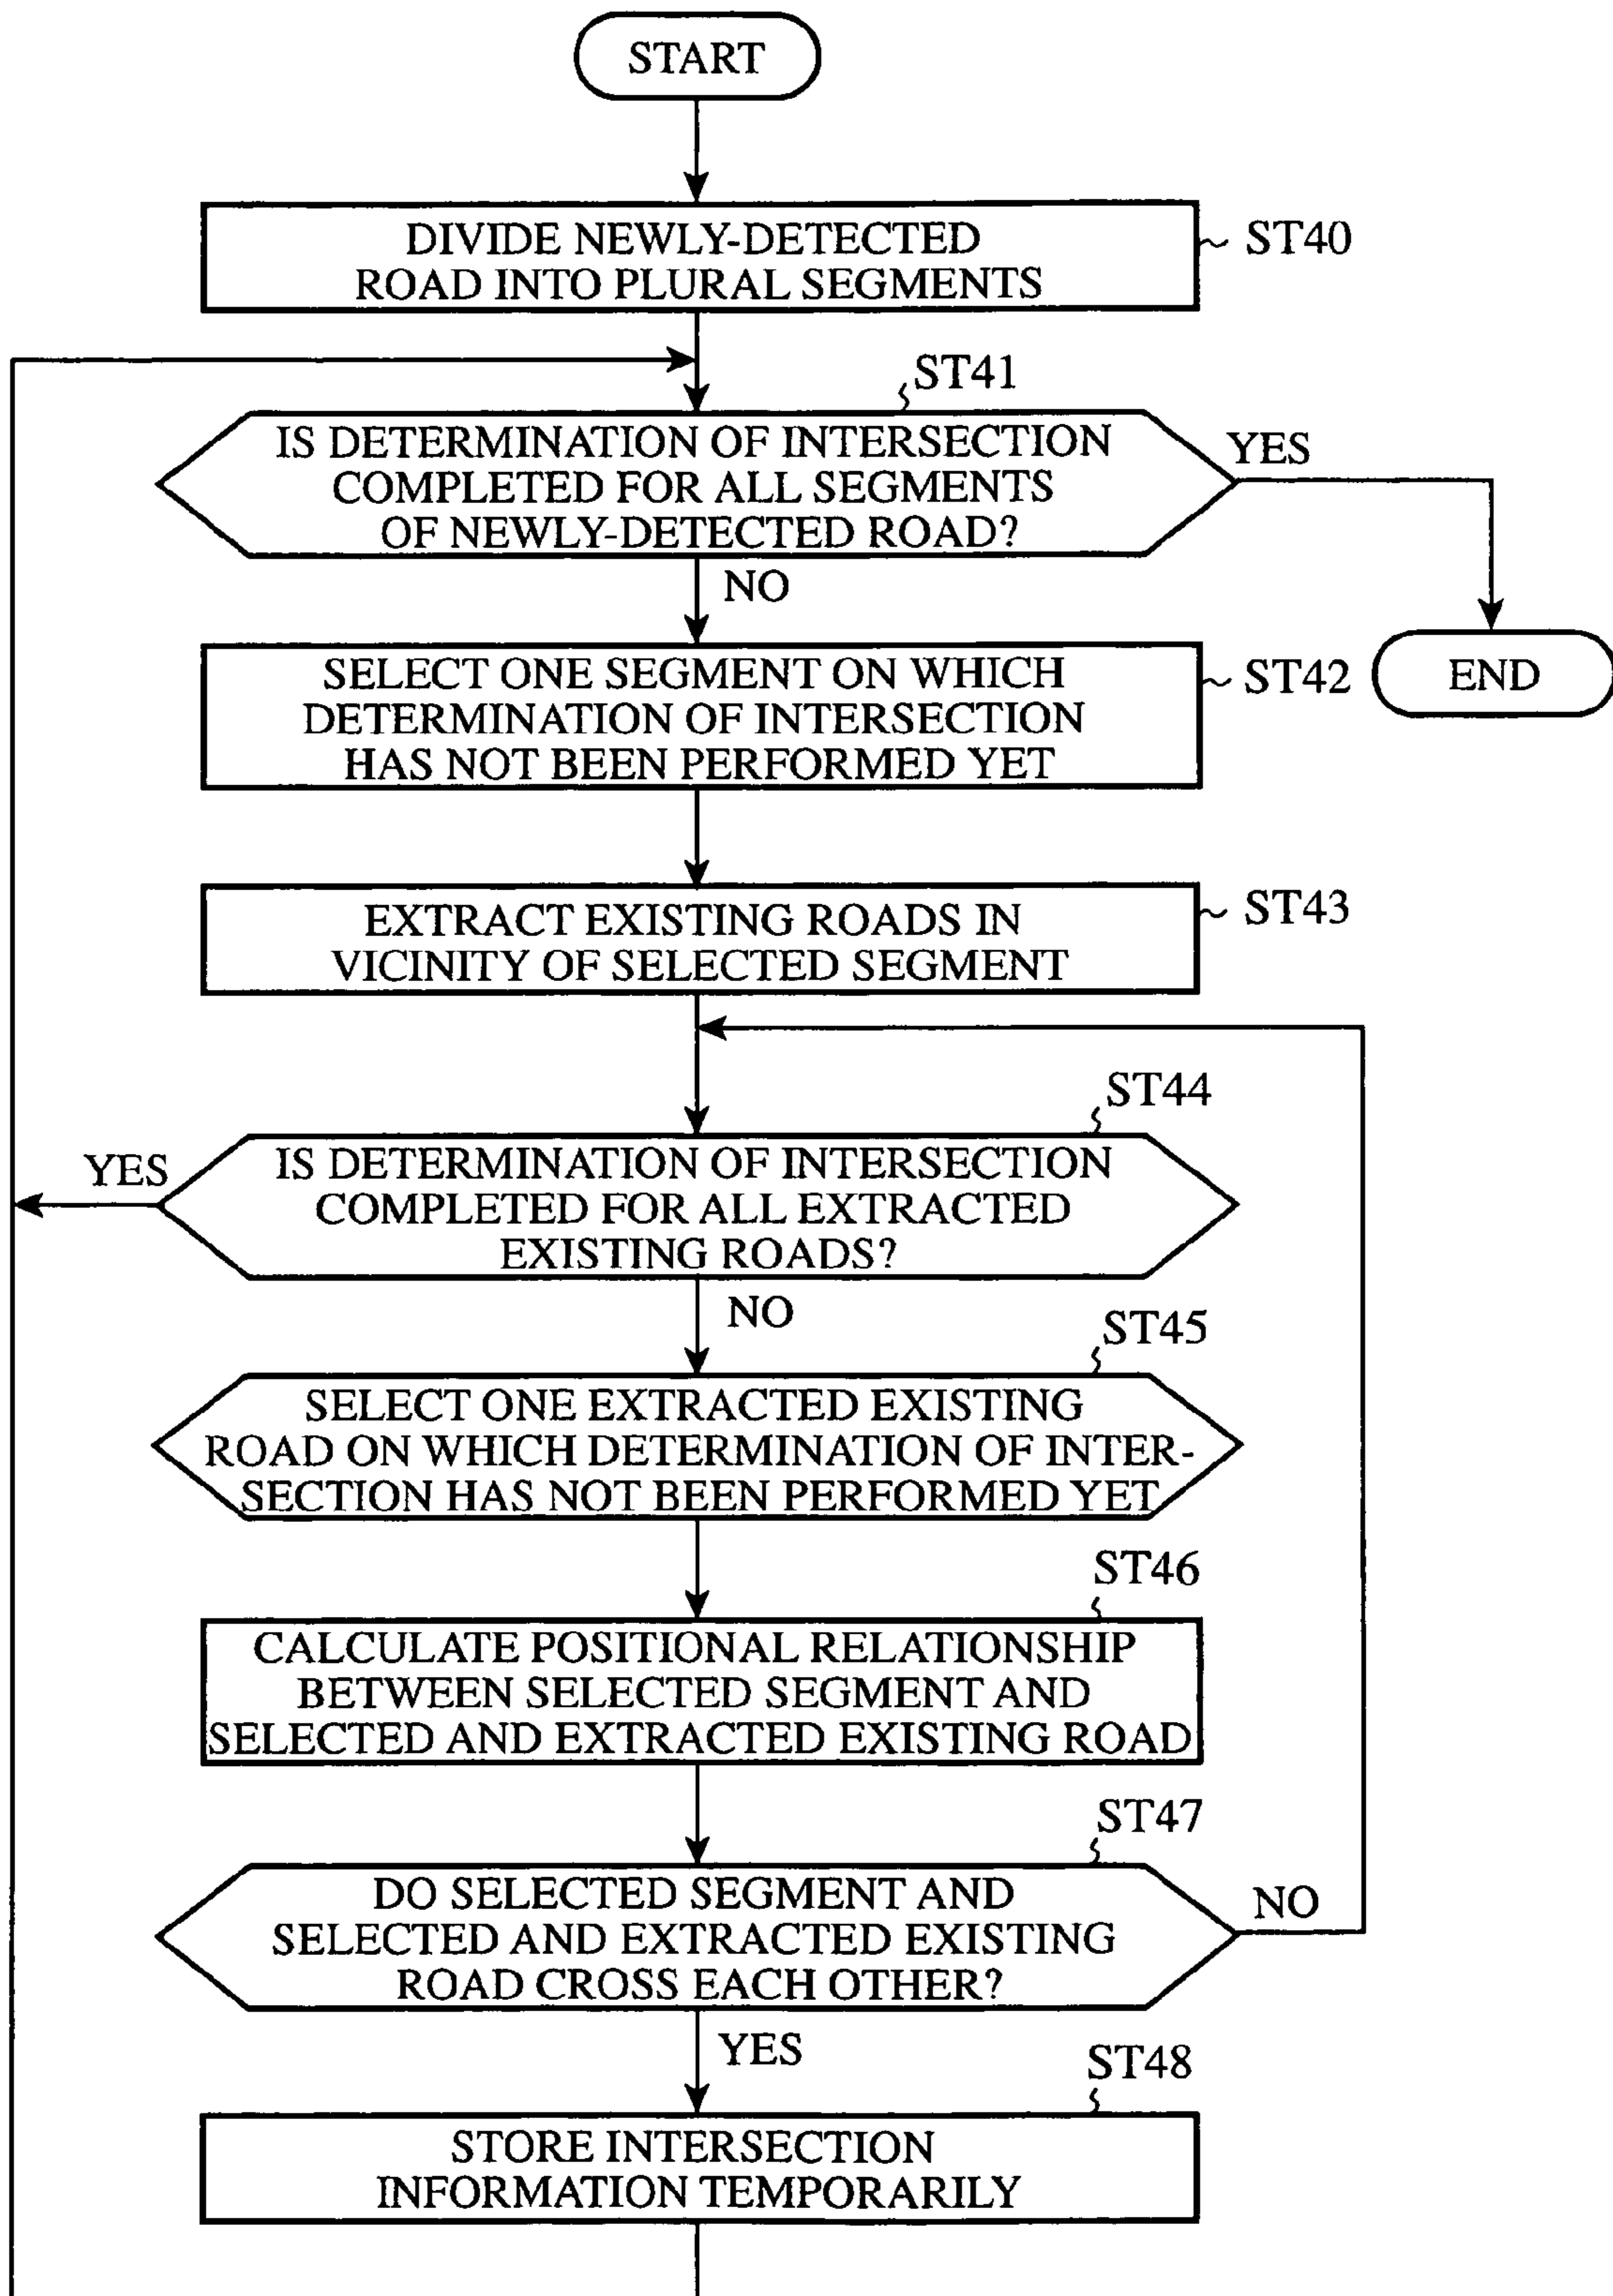 START
DIVIDE NEWLY-DETECTED
ROAD INTO PLURAL SEGMENTS
ST40
ST41
IS DETERMINATION OF INTERSECTION
COMPLETED FOR ALL SEGMENTS
OF NEWLY-DETECTED ROAD?
YES
NO
SELECT ONE SEGMENT ON WHICH
DETERMINATION OF INTERSECTION
HAS NOT BEEN PERFORMED YET
ST42
END
EXTRACT EXISTING ROADS IN
VICINITY OF SELECTED SEGMENT
ST43
ST44
YES
IS DETERMINATION OF INTERSECTION
COMPLETED FOR ALL EXTRACTED
EXISTING ROADS?
NO
ST45
SELECT ONE EXTRACTED EXISTING
ROAD ON WHICH DETERMINATION OF INTER-
SECTION HAS NOT BEEN PERFORMED YET
ST46
CALCULATE POSITIONAL RELATIONSHIP
BETWEEN SELECTED SEGMENT AND
SELECTED AND EXTRACTED EXISTING ROAD
ST47
DO SELECTED SEGMENT AND
SELECTED AND EXTRACTED EXISTING
ROAD CROSS EACH OTHER?
NO
YES
ST48
STORE INTERSECTION
INFORMATION TEMPORARILY